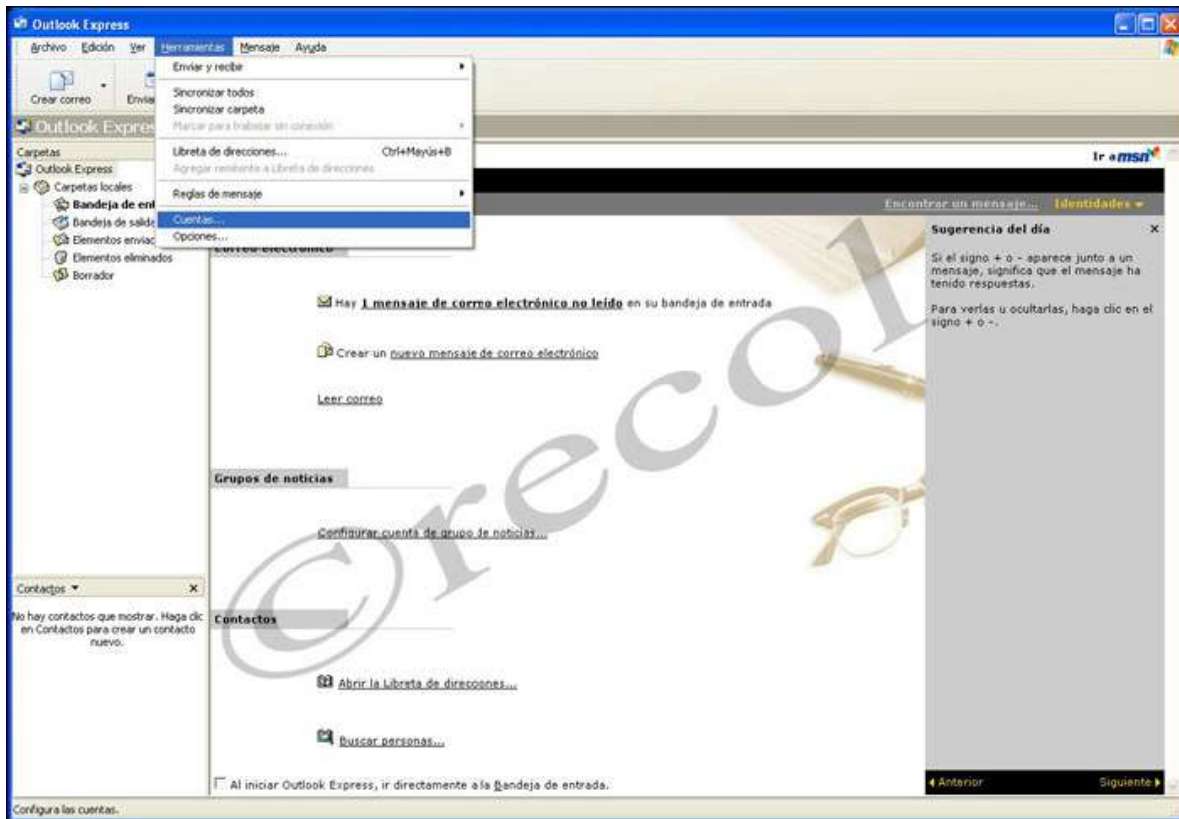 Outlook Express
Archivo Edición Ver Herramientas Mensaje Ayuda
Crear correo
Enviar y recibir
Sincronizar todos
Sincronizar carpeta
Marcar para trabajar sin conexión
Libreta de direcciones... Ctrl+Mayús+B
Agregar remitente a Libreta de direcciones
Reglas de mensaje
Cuentas...
Opciones...
Outlook Expres
Carpetas
Outlook Express
Carpetas locales
Bandeja de ent
Bandeja de salida
Elementos enviad
Elementos eliminados
Borrador
Ir a msn
Encontrar un mensaje... Identidades
Correo electrónico
Hay 1 mensaje de correo electrónico no leído en su bandeja de entrada
Crear un nuevo mensaje de correo electrónico
Leer correo
Grupos de noticias
Configurar cuenta de grupo de noticias...
Contactos
Abrir la Libreta de direcciones...
Buscar personas...
Al iniciar Outlook Express, ir directamente a la Bandeja de entrada.
Sugerencia del día
Si el signo + o - aparece junto a un
mensaje, significa que el mensaje ha
tenido respuestas.
Para verlas u ocultarlas, haga clic en el
signo + o -.
Anterior Siguiente
Contactos
No hay contactos que mostrar. Haga clic
en Contactos para crear un contacto
nuevo.
Configura las cuentas.
©recol